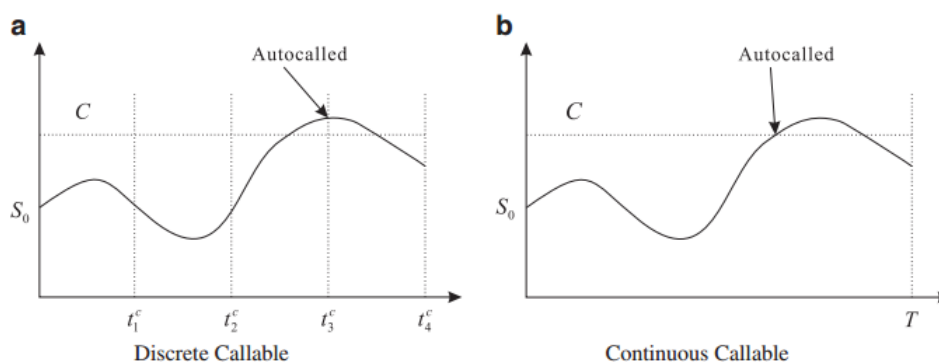 a
Autocalled
C
S₀
t₁ᶜ
t₂ᶜ
t₃ᶜ
t₄ᶜ
Discrete Callable
b
Autocalled
C
S₀
T
Continuous Callable